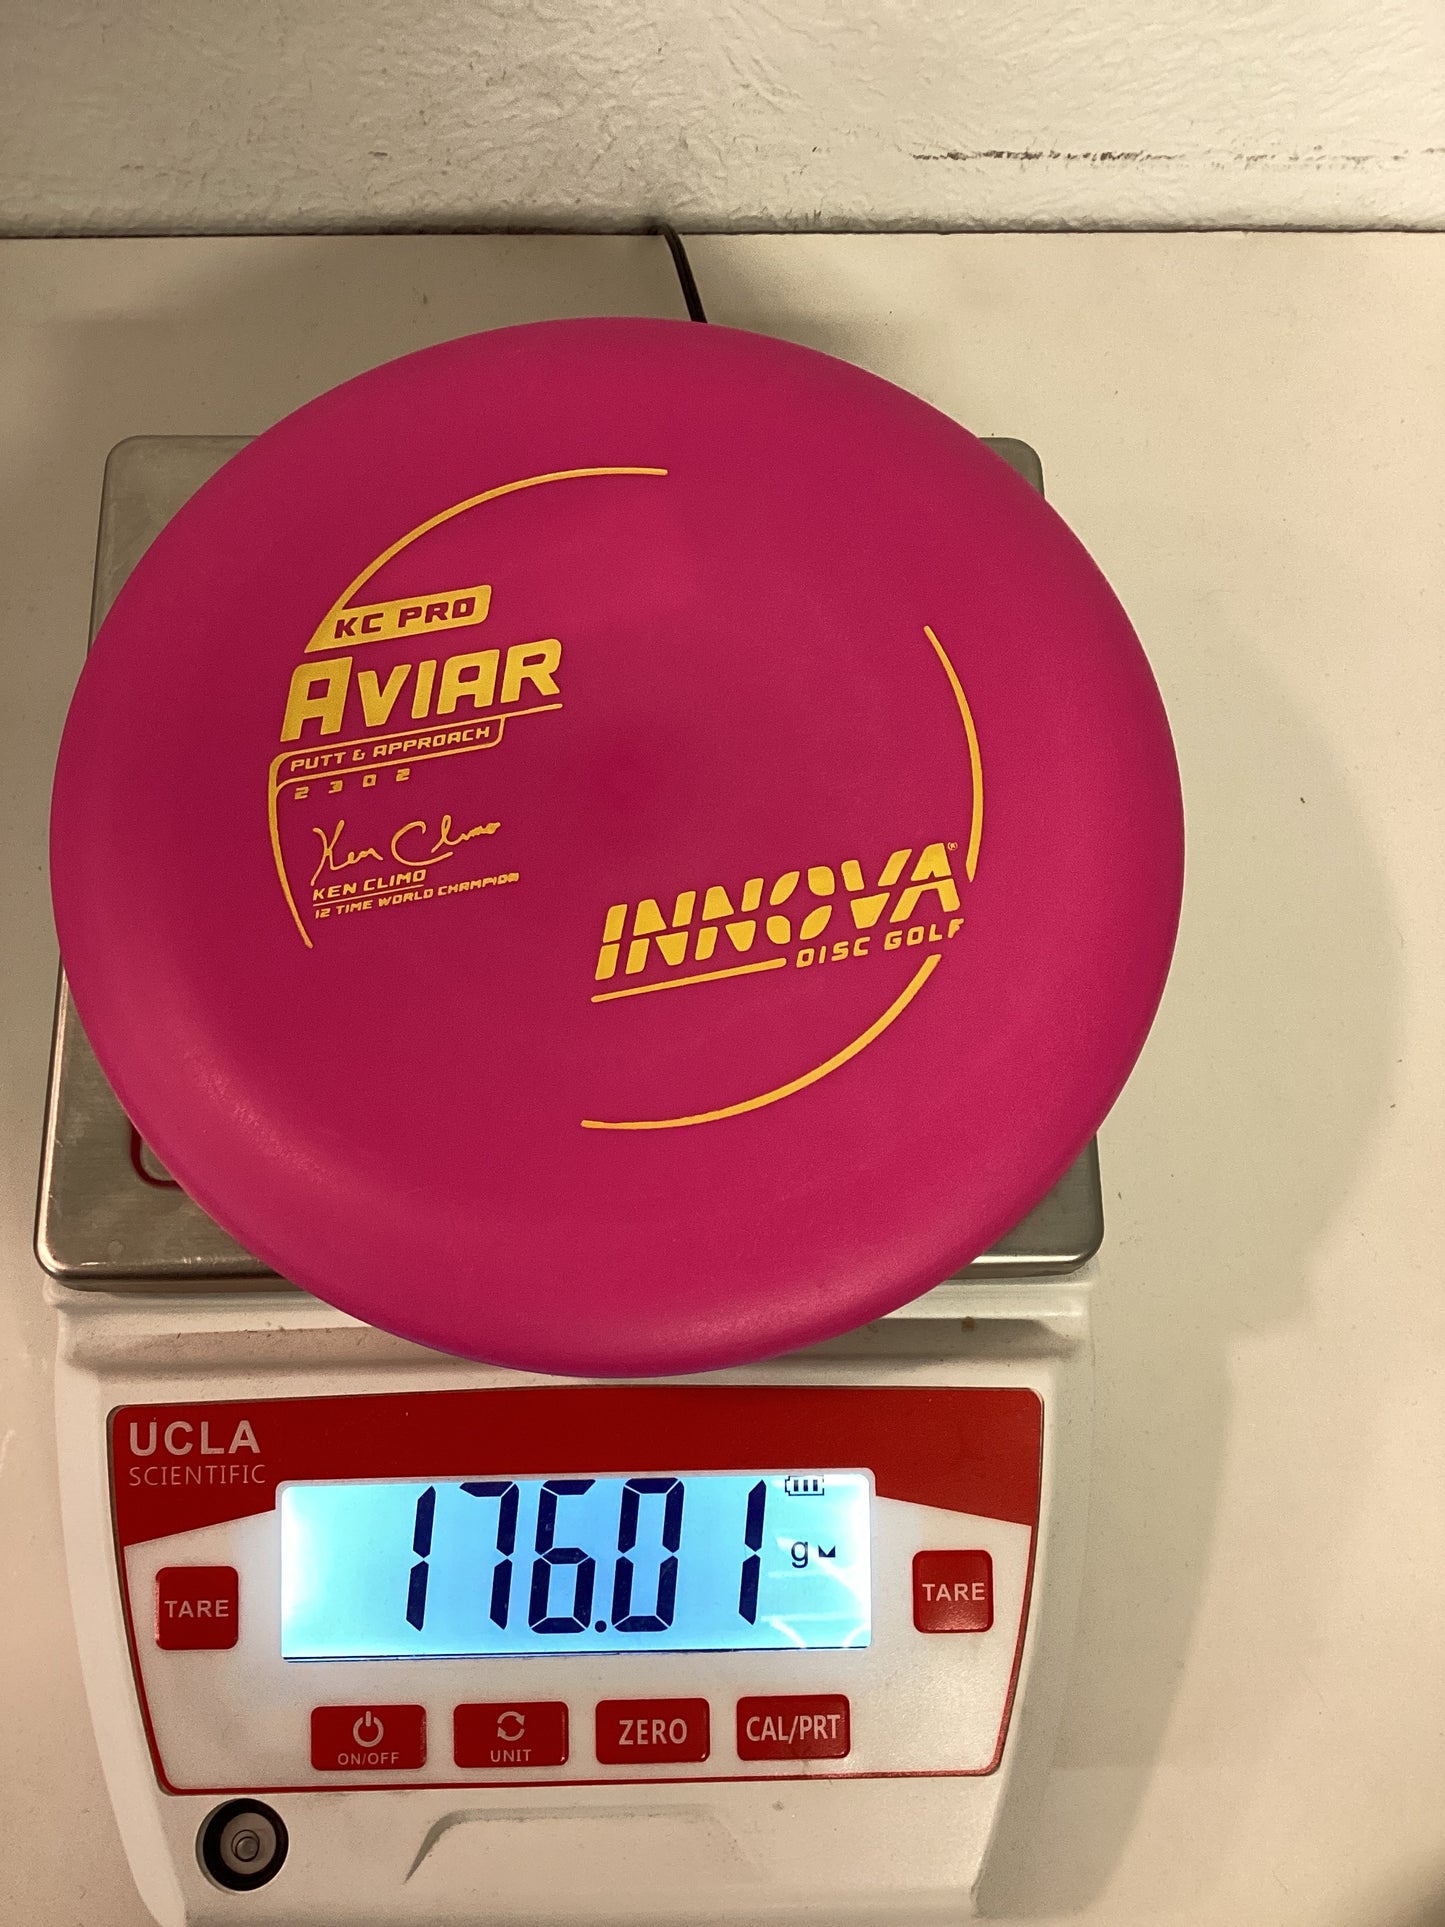 KC PRO
AVIAR
PUTT & APPROACH
2 3 0 2
Ken Climo
KEN CLIMO
12 TIME WORLD CHAMPION
INNOVA®
DISC GOLF
UCLA
SCIENTIFIC
176.01
g
TARE
TARE
ON/OFF
UNIT
ZERO
CAL/PRT